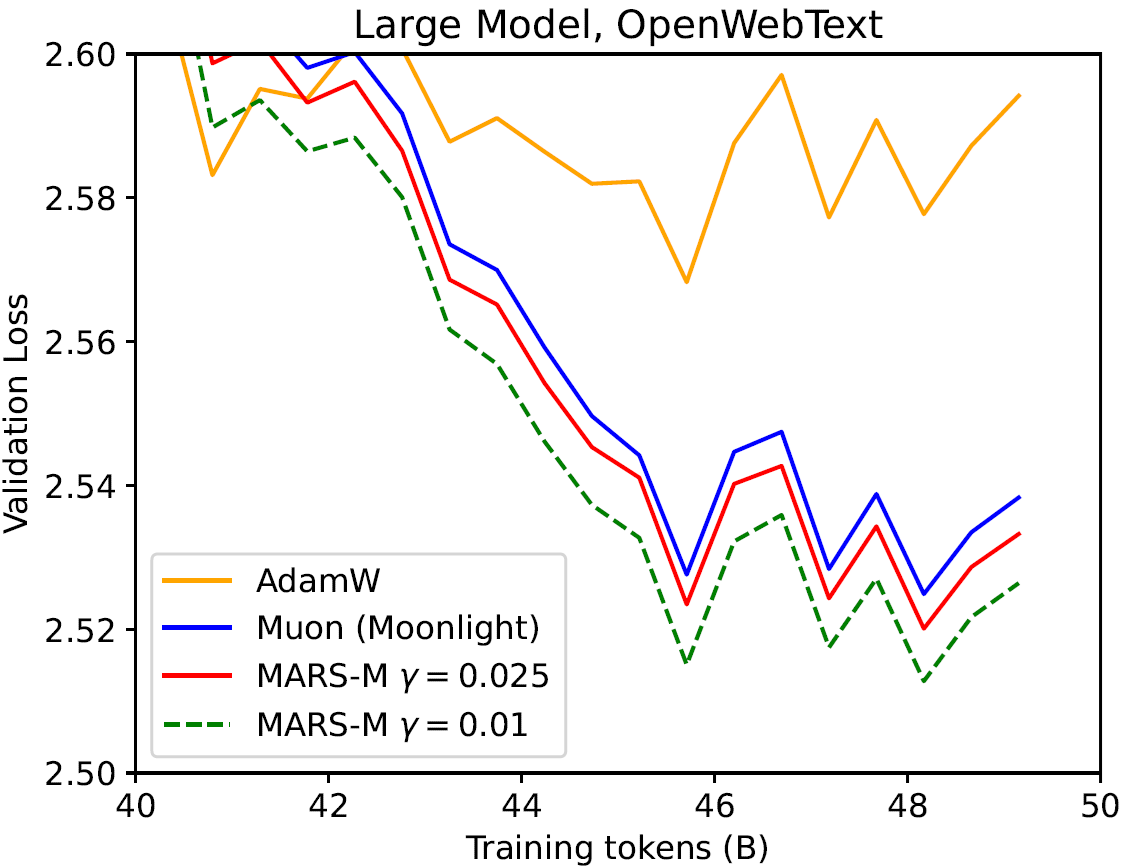 Large Model, OpenWebText
Validation Loss
2.60
2.58
2.56
2.54
2.52
2.50
AdamW
Muon (Moonlight)
MARS-M γ = 0.025
MARS-M γ = 0.01
40 42 44 46 48 50
Training tokens (B)